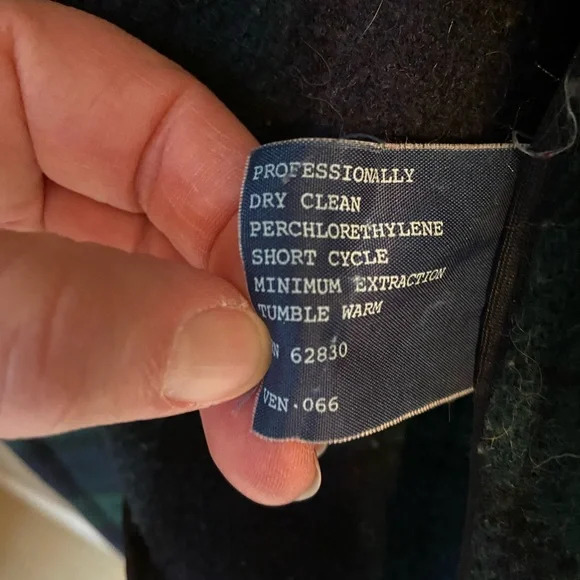 PROFESSIONALLY
DRY CLEAN
PERCHLORETHYLENE
SHORT CYCLE
MINIMUM EXTRACTION
TUMBLE WARM
62830
VEN·066